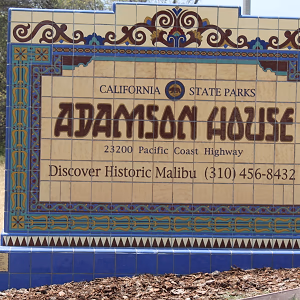 CALIFORNIA STATE PARKS
ADAMSON HOUSE
23200 Pacific Coast Highway
Discover Historic Malibu (310) 456-8432